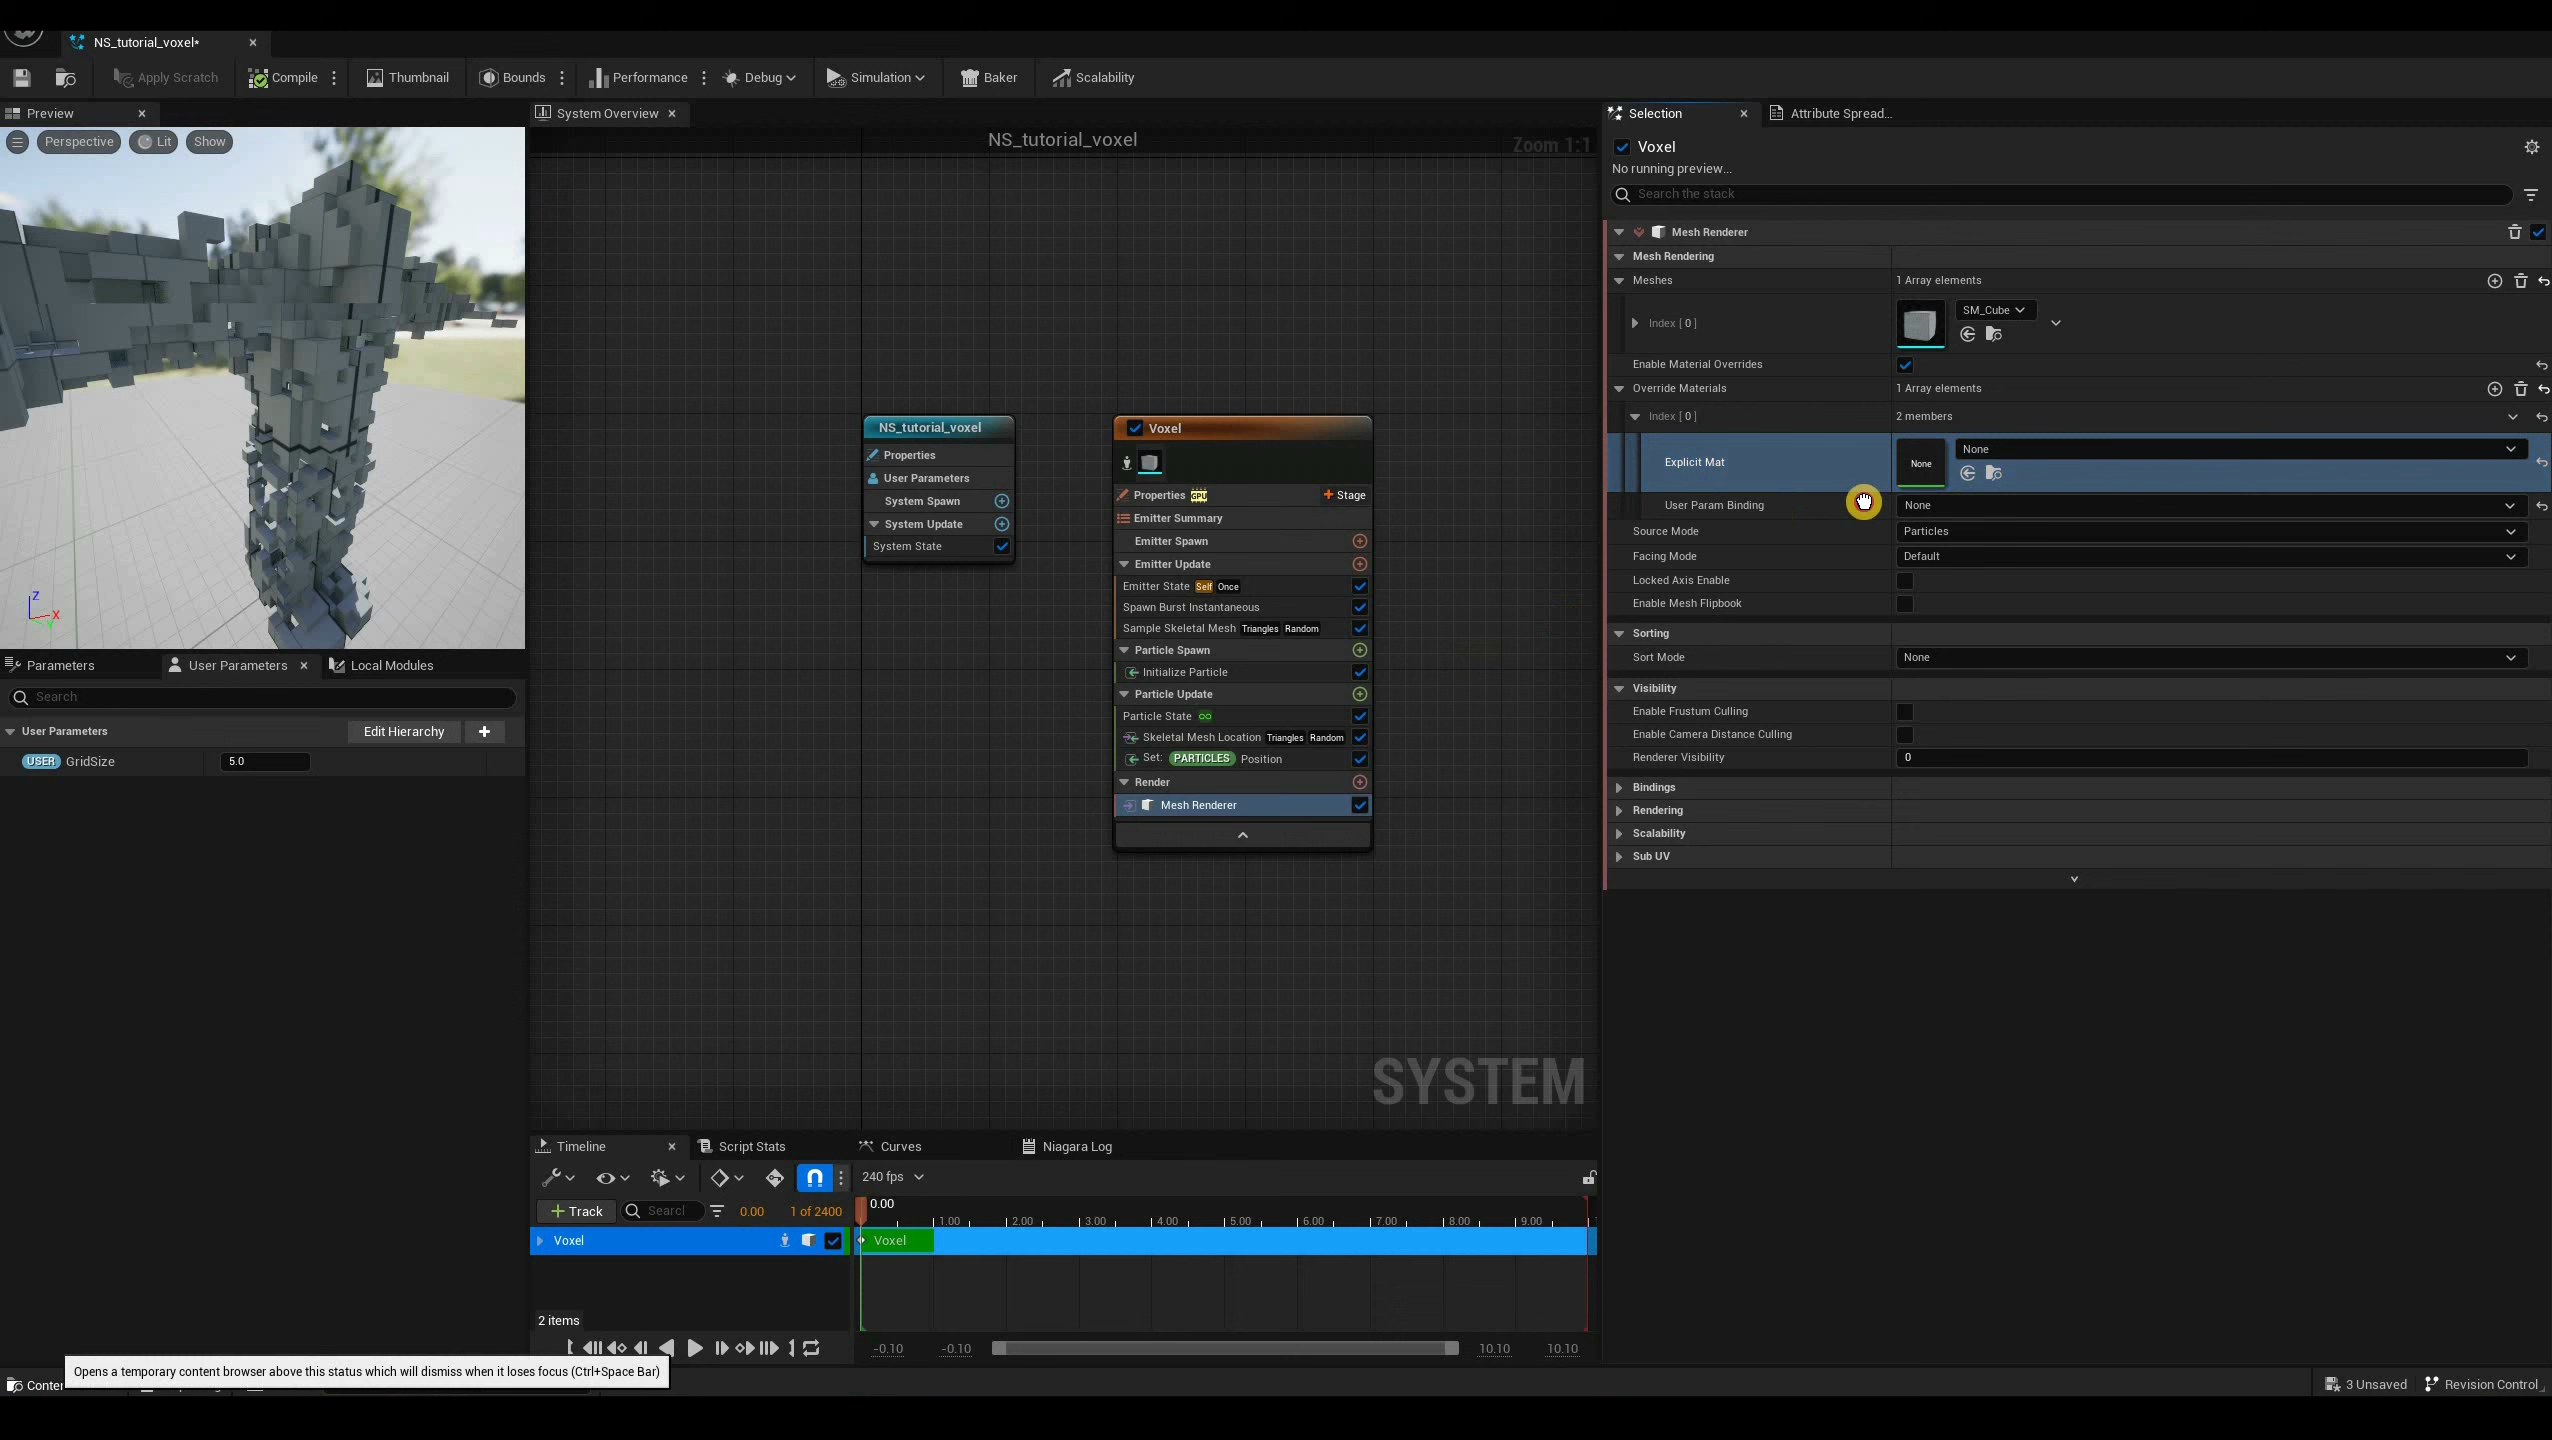 NS_tutorial_voxel*
Apply Scratch
Compile
Thumbnail
Bounds
Performance
Debug
Simulation
Baker
Scalability
Preview
Perspective
Lit
Show
Z
X
Y
Parameters
User Parameters
Local Modules
Search
User Parameters
Edit Hierarchy
USER GridSize
5.0
System Overview
NS_tutorial_voxel
Zoom 1:1
NS_tutorial_voxel
Properties
User Parameters
System Spawn
System Update
System State
Voxel
Properties GPU
Stage
Emitter Summary
Emitter Spawn
Emitter Update
Emitter State Self Once
Spawn Burst Instantaneous
Sample Skeletal Mesh Triangles Random
Particle Spawn
Initialize Particle
Particle Update
Particle State
Skeletal Mesh Location Triangles Random
Set: PARTICLES Position
Render
Mesh Renderer
SYSTEM
Timeline
Script Stats
Curves
Niagara Log
240 fps
Track
0.00
1 of 2400
0.00
1.00
2.00
3.00
4.00
5.00
6.00
7.00
8.00
9.00
Voxel
Voxel
2 items
-0.10
-0.10
10.10
10.10
Opens a temporary content browser above this status which will dismiss when it loses focus (Ctrl+Space Bar)
Selection
Attribute Spread...
Voxel
No running preview...
Search the stack
Mesh Renderer
Mesh Rendering
Meshes
1 Array elements
Index [ 0 ]
SM_Cube
Enable Material Overrides
Override Materials
1 Array elements
Index [ 0 ]
2 members
Explicit Mat
None
None
User Param Binding
None
Source Mode
Particles
Facing Mode
Default
Locked Axis Enable
Enable Mesh Flipbook
Sorting
Sort Mode
None
Visibility
Enable Frustum Culling
Enable Camera Distance Culling
Renderer Visibility
0
Bindings
Rendering
Scalability
Sub UV
3 Unsaved
Revision Control